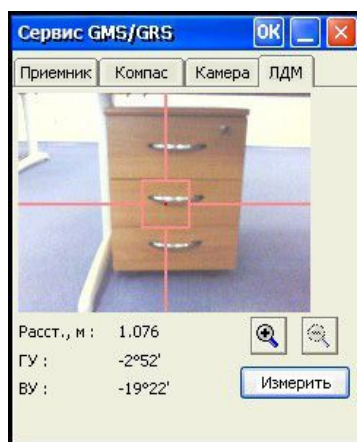 Сервис GMS/GRS OK
Приемник Компас Камера ЛДМ
Расст., м : 1.076
ГУ : -2°52'
ВУ : -19°22'
Измерить